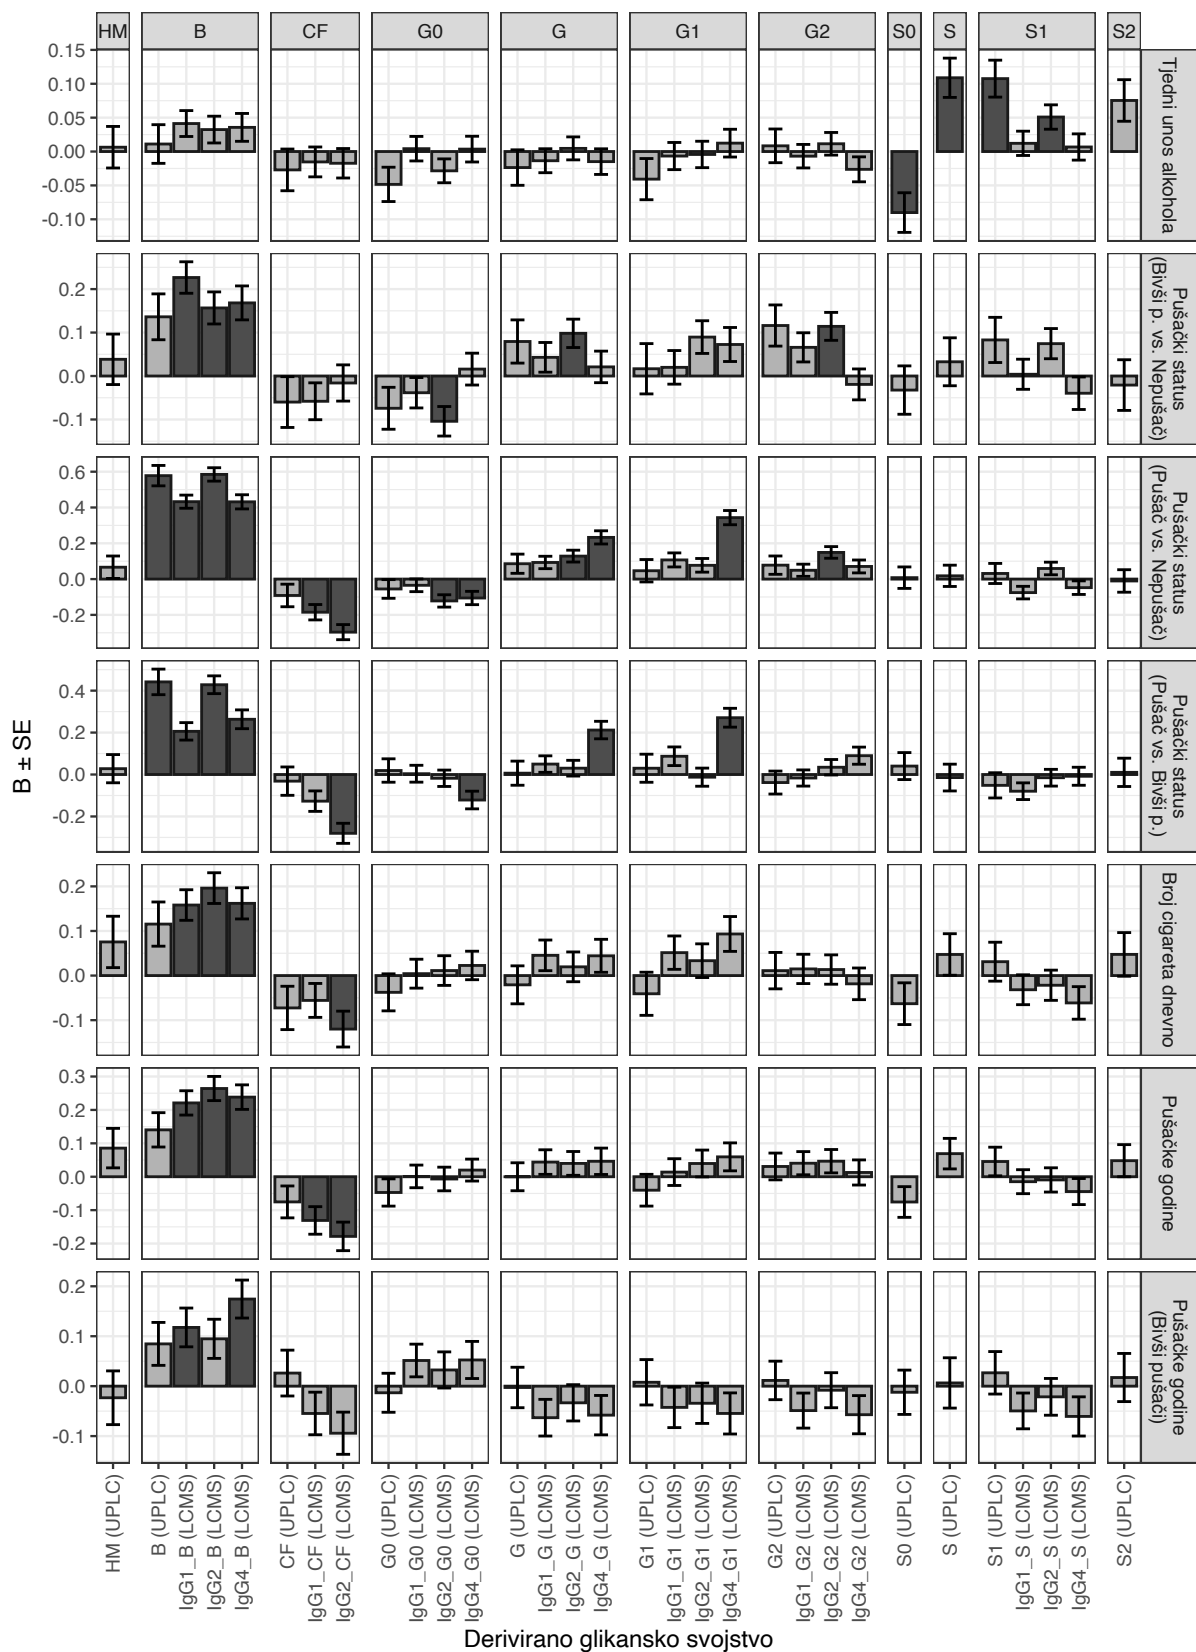 HM B CF G0 G G1 G2 S0 S S1 S2
Tjedni unos alkohola
0.15
0.10
0.05
0.00
-0.05
-0.10
Pušački status
(Bivši p. vs. Nepušač)
0.2
0.1
0.0
-0.1
Pušački status
(Pušač vs. Nepušač)
0.6
0.4
0.2
0.0
-0.2
Pušački status
(Pušač vs. Bivši p.)
0.4
0.2
0.0
-0.2
B ± SE
Broj cigareta dnevno
0.2
0.1
0.0
-0.1
Pušačke godine
0.3
0.2
0.1
0.0
-0.1
-0.2
Pušačke godine
(Bivši pušači)
0.2
0.1
0.0
-0.1
HM (UPLC)
B (UPLC)
IgG1_B (LCMS)
IgG2_B (LCMS)
IgG4_B (LCMS)
CF (UPLC)
IgG1_CF (LCMS)
IgG2_CF (LCMS)
G0 (UPLC)
IgG1_G0 (LCMS)
IgG2_G0 (LCMS)
IgG4_G0 (LCMS)
G (UPLC)
IgG1_G (LCMS)
IgG2_G (LCMS)
IgG4_G (LCMS)
G1 (UPLC)
IgG1_G1 (LCMS)
IgG2_G1 (LCMS)
IgG4_G1 (LCMS)
G2 (UPLC)
IgG1_G2 (LCMS)
IgG2_G2 (LCMS)
IgG4_G2 (LCMS)
S0 (UPLC)
S (UPLC)
S1 (UPLC)
IgG1_S (LCMS)
IgG2_S (LCMS)
IgG4_S (LCMS)
S2 (UPLC)
Derivirano glikansko svojstvo